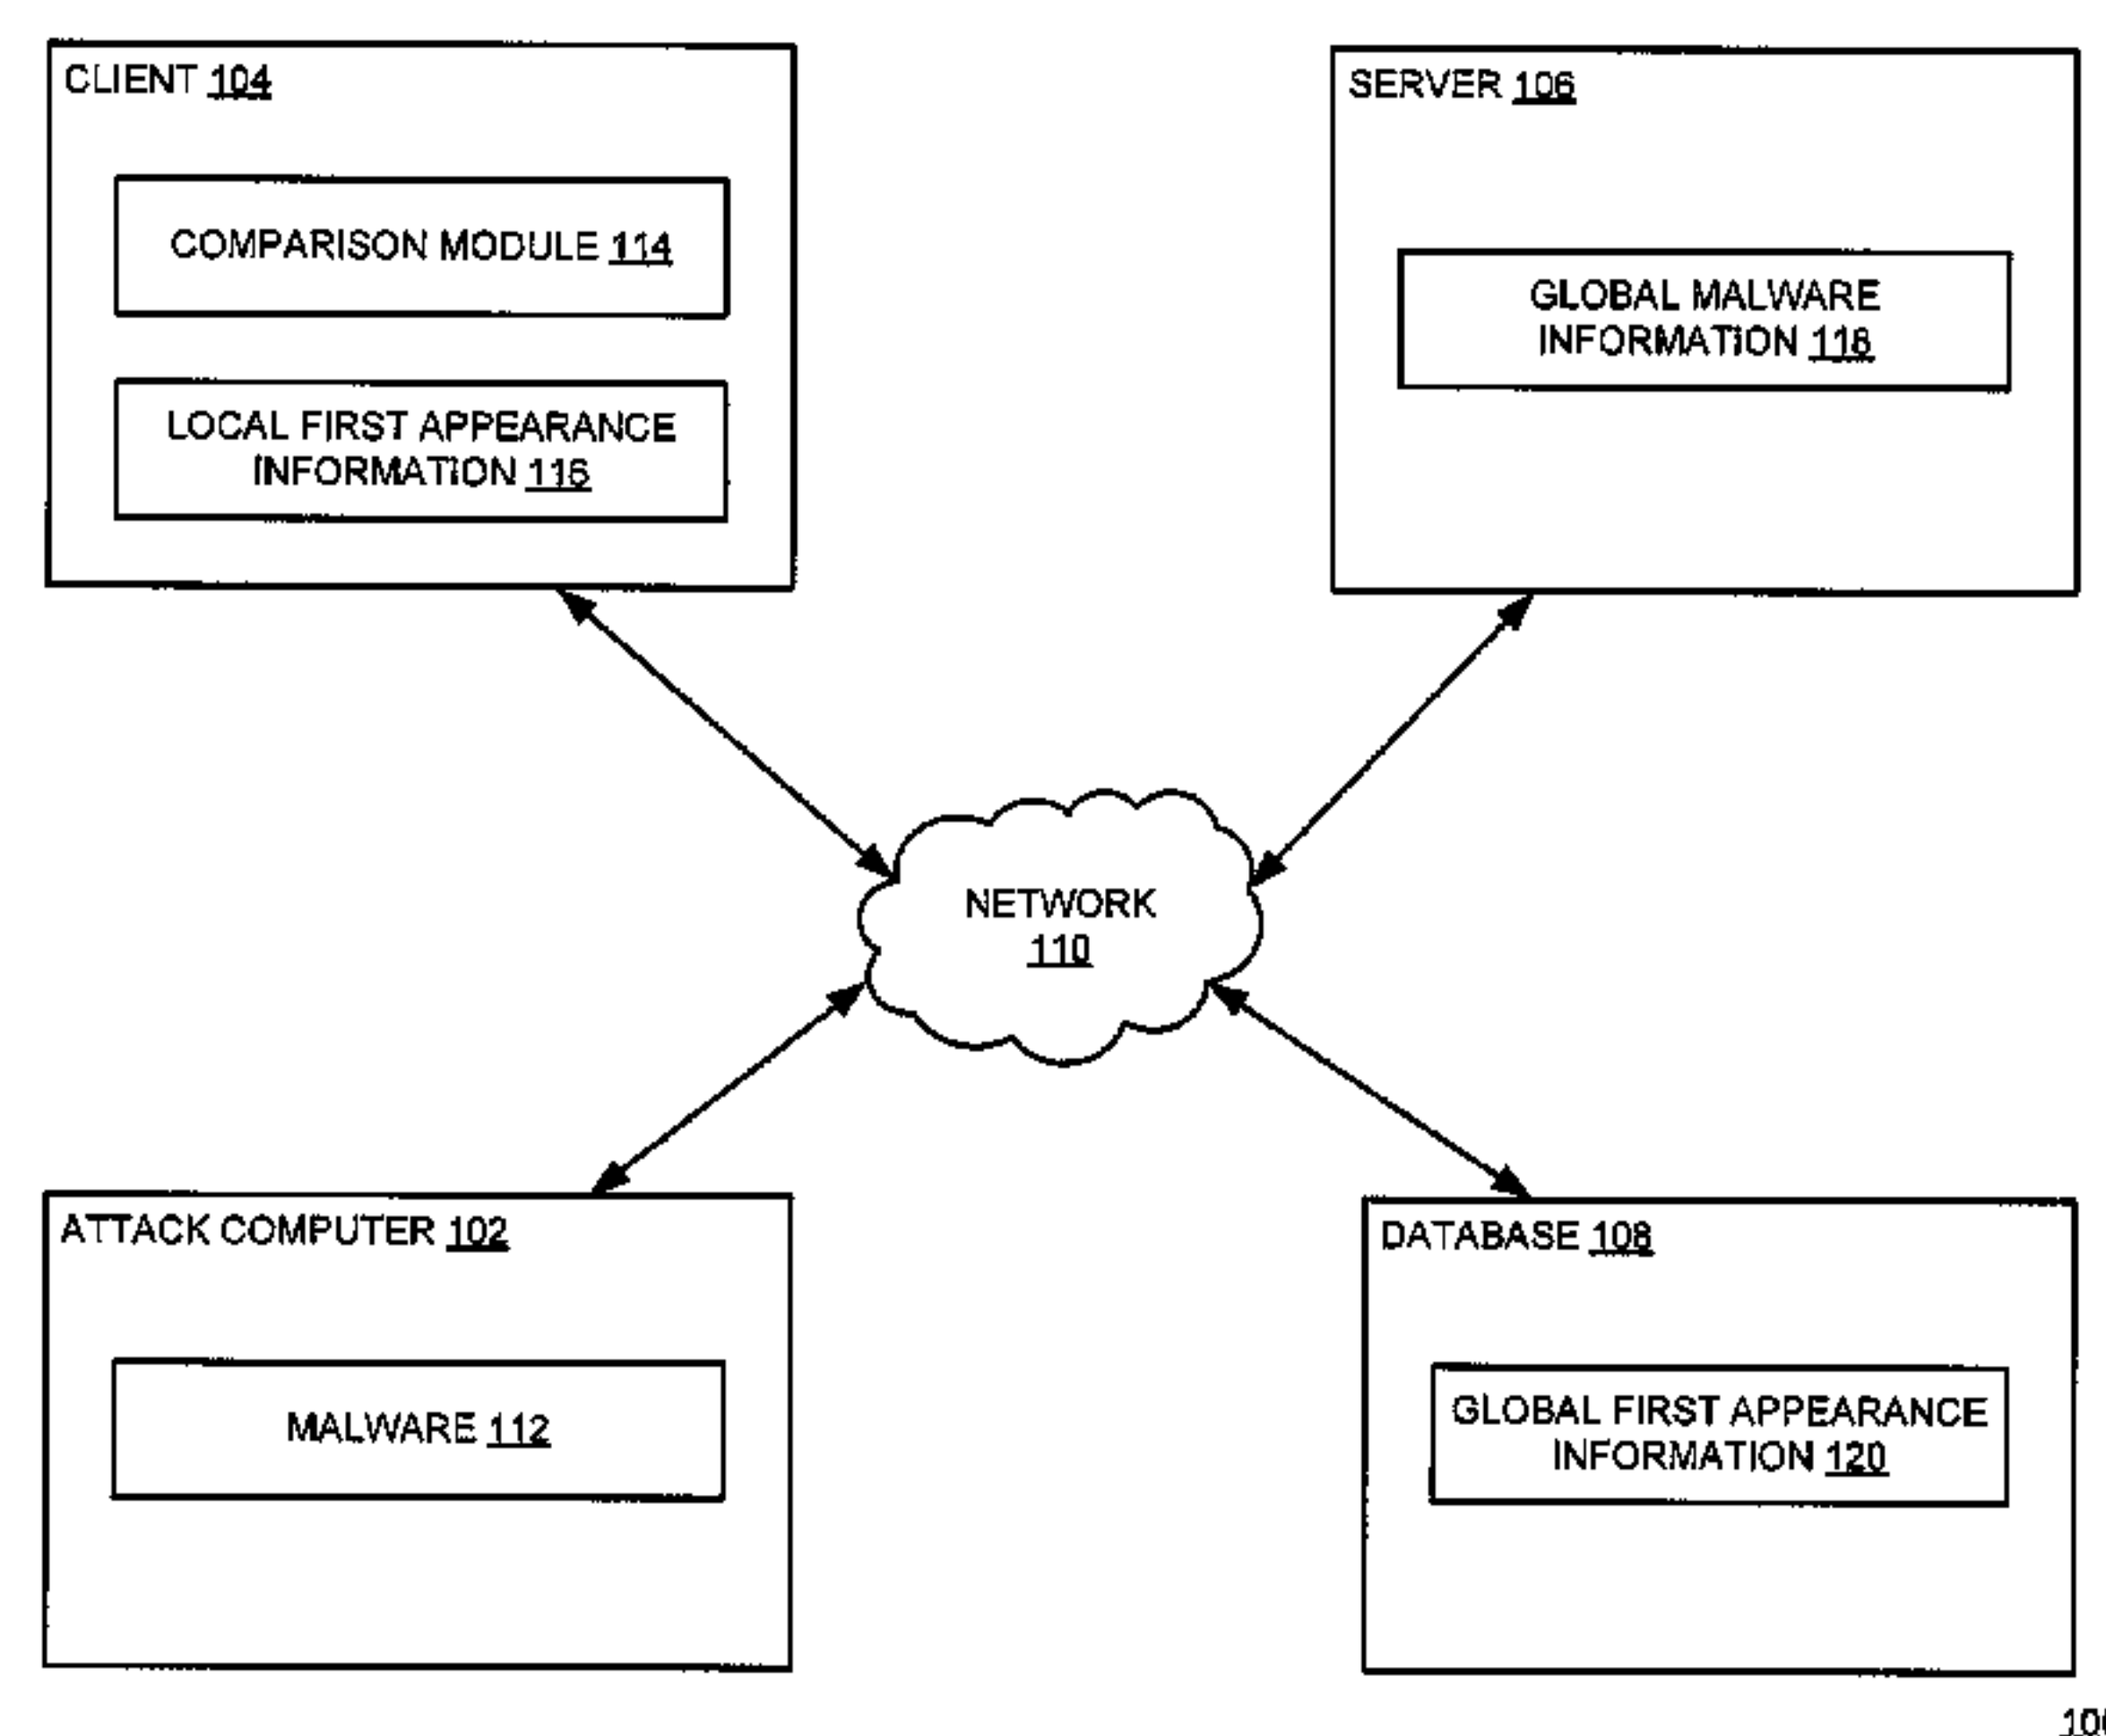 CLIENT 104
COMPARISON MODULE 114
LOCAL FIRST APPEARANCE
INFORMATION 116
SERVER 106
GLOBAL MALWARE
INFORMATION 118
NETWORK
110
ATTACK COMPUTER 102
MALWARE 112
DATABASE 108
GLOBAL FIRST APPEARANCE
INFORMATION 120